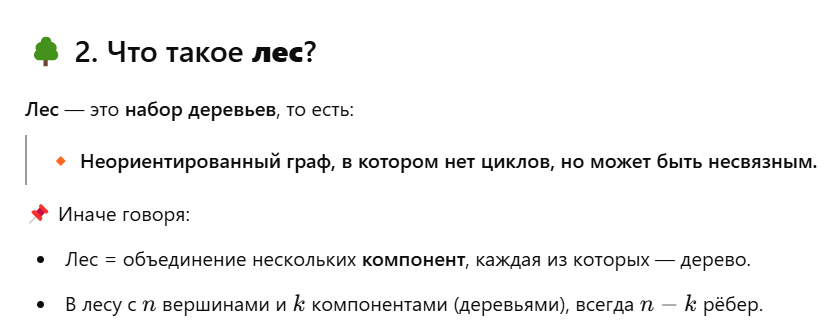 🌳 2. Что такое лес?
Лес — это набор деревьев, то есть:
🔸 Неориентированный граф, в котором нет циклов, но может быть несвязным.
📌 Иначе говоря:
• Лес = объединение нескольких компонент, каждая из которых — дерево.
• В лесу с n вершинами и k компонентами (деревьями), всегда n − k рёбер.